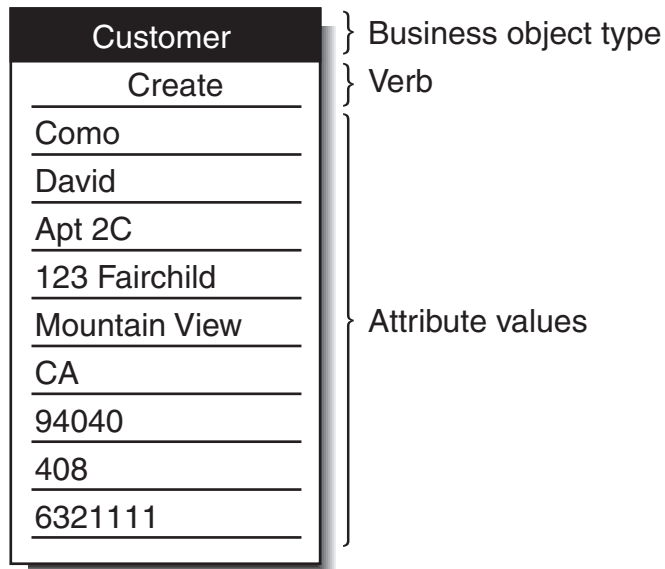 Customer
Business object type
Create
Verb
Como
David
Apt 2C
123 Fairchild
Mountain View
Attribute values
CA
94040
408
6321111